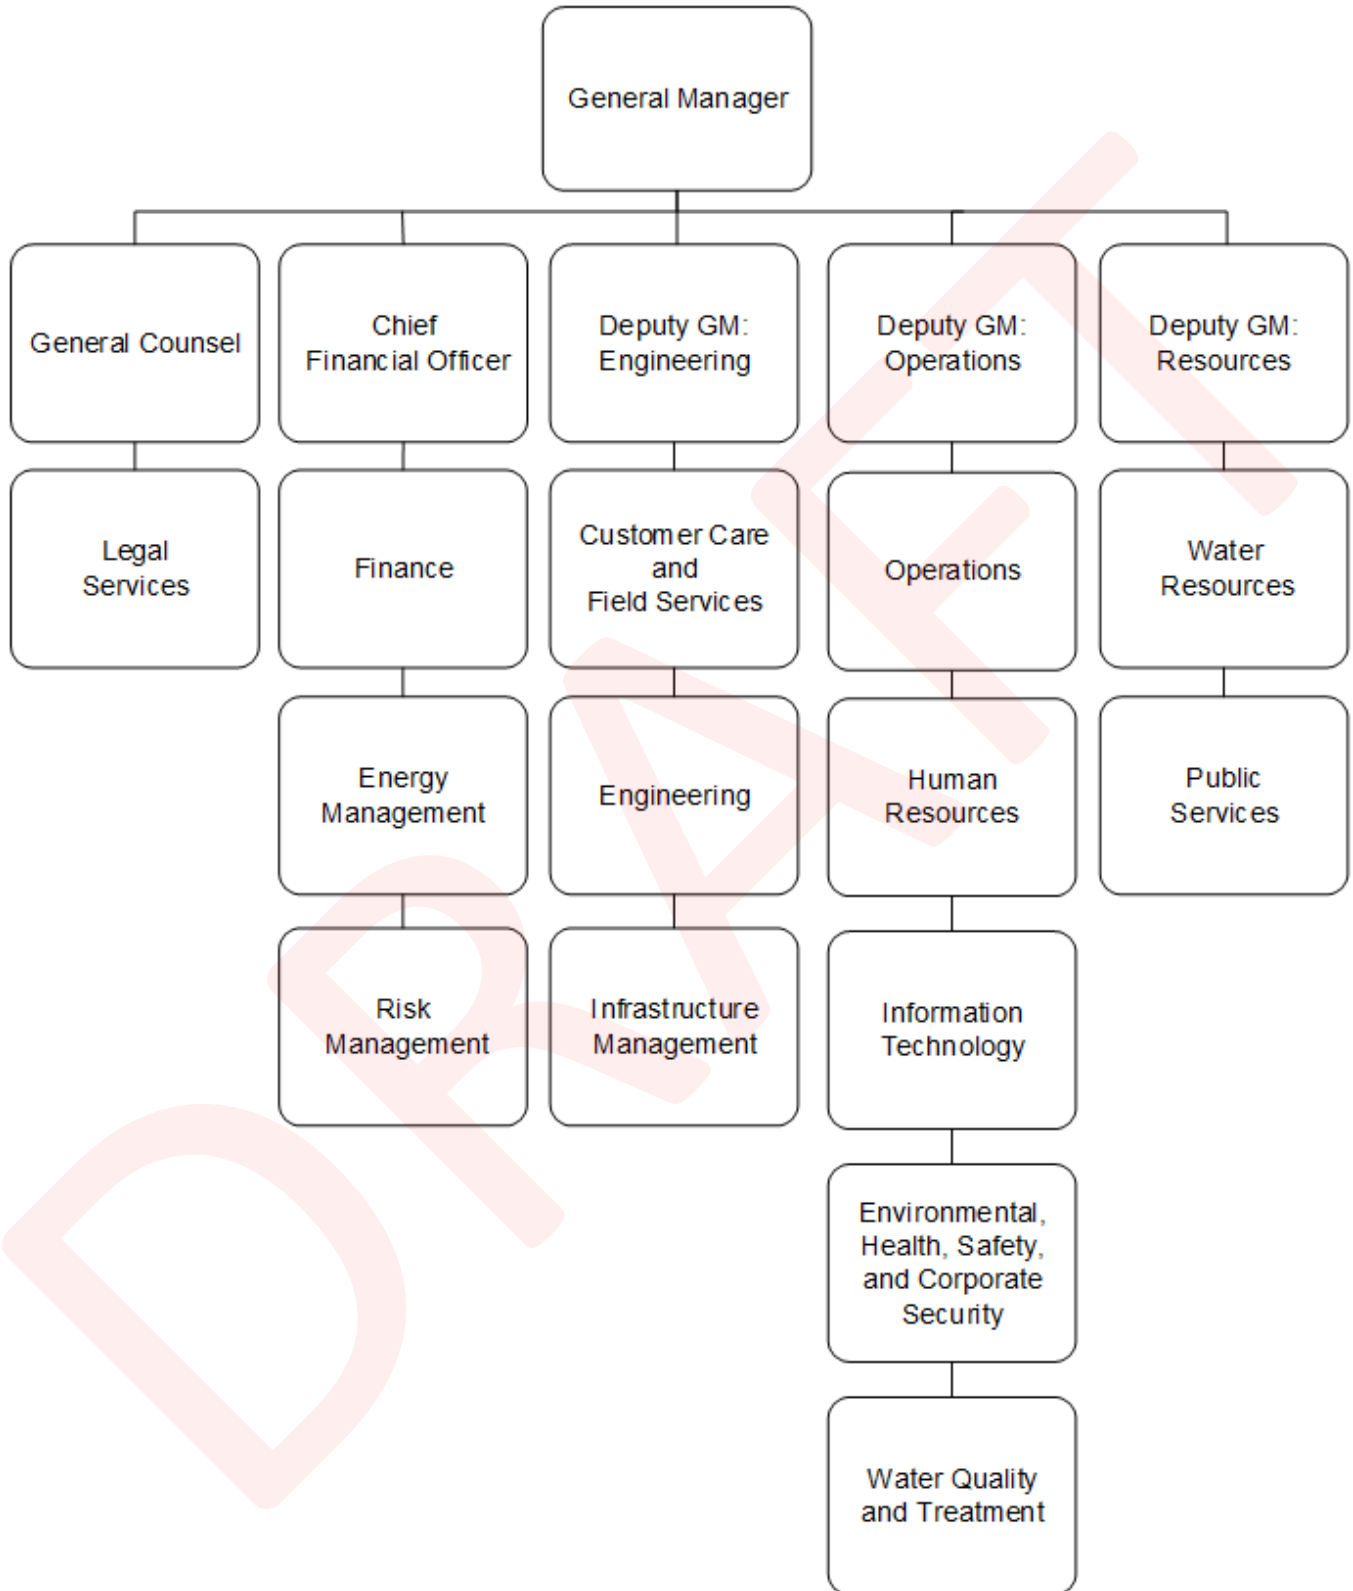 General Manager
General Counsel
Chief
Financial Officer
Deputy GM:
Engineering
Deputy GM:
Operations
Deputy GM:
Resources
Legal
Services
Finance
Customer Care
and
Field Services
Operations
Water
Resources
Energy
Management
Engineering
Human
Resources
Public
Services
Risk
Management
Infrastructure
Management
Information
Technology
Environmental,
Health, Safety,
and Corporate
Security
Water Quality
and Treatment
DRAFT